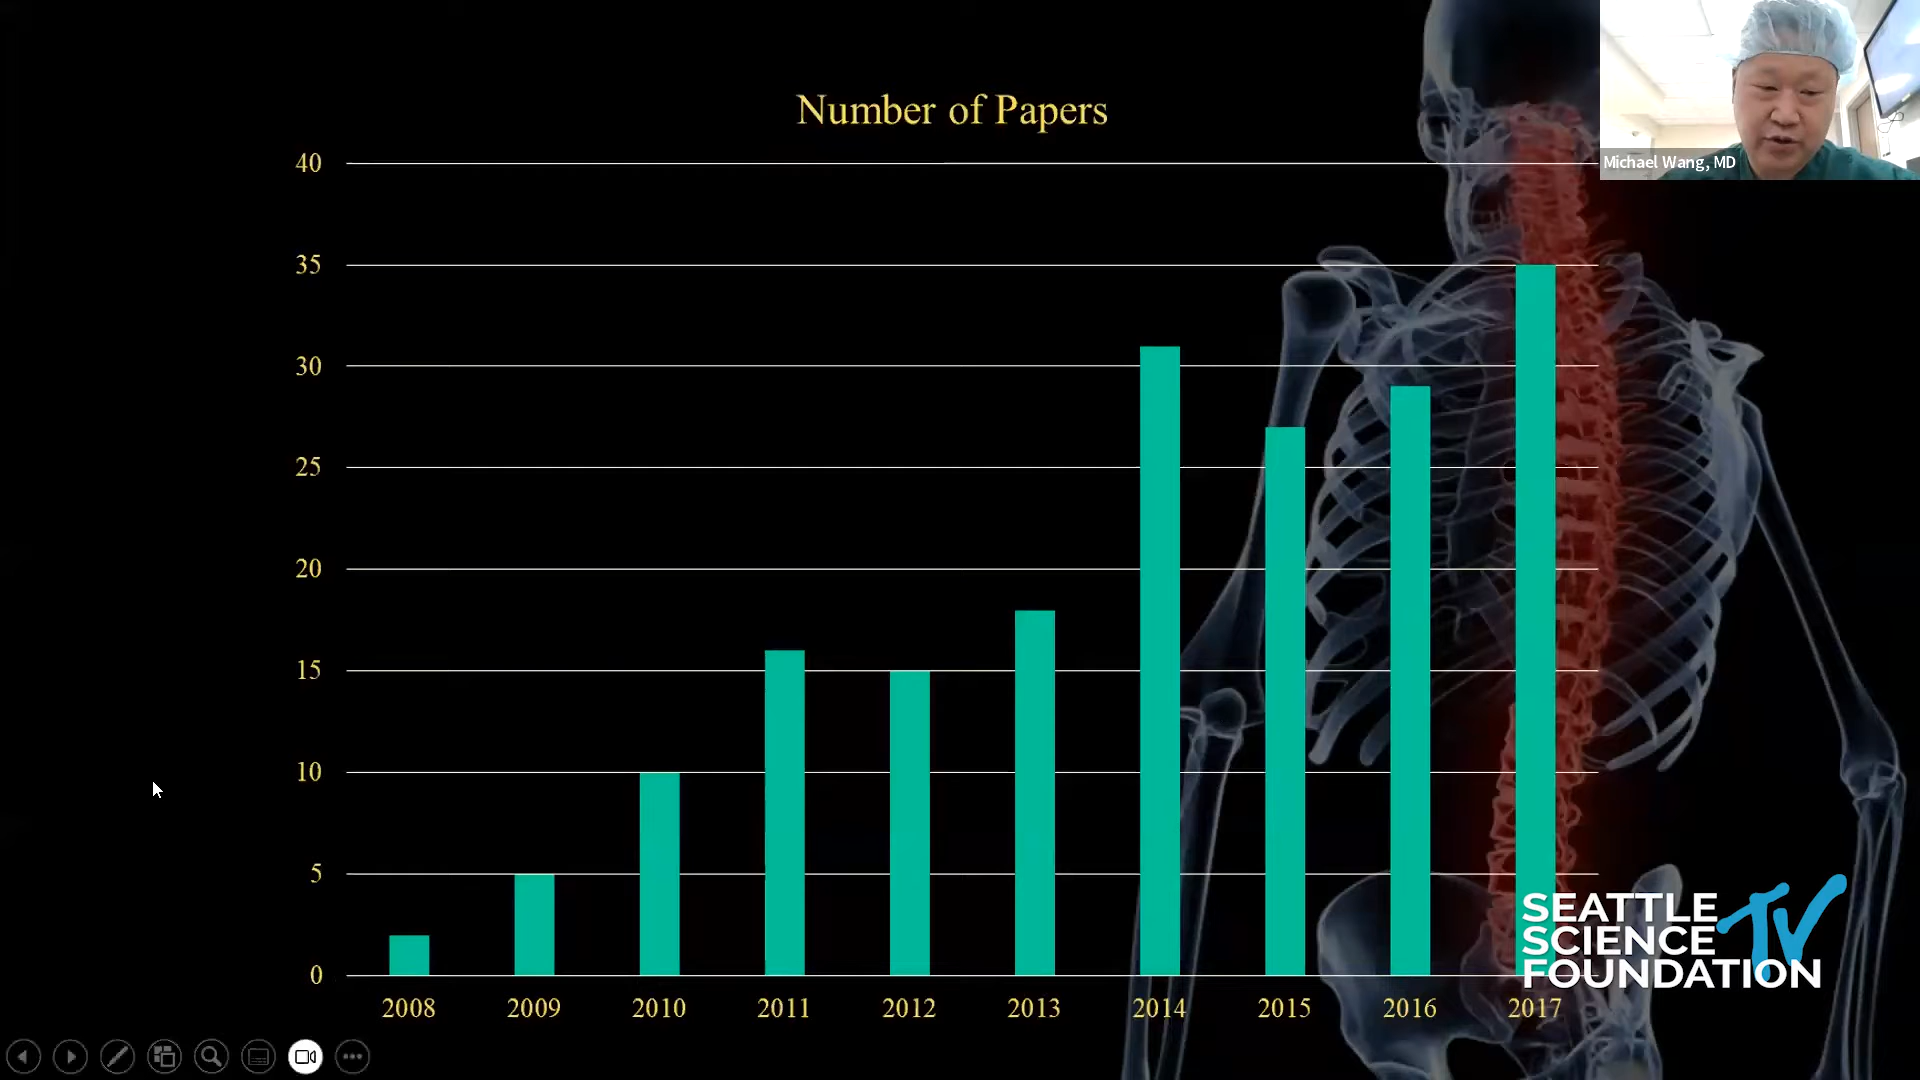 Number of Papers
40
35
30
25
20
15
10
5
0
2008 2009 2010 2011 2012 2013 2014 2015 2016 2017
Michael Wang, MD
SEATTLE
SCIENCE TV
FOUNDATION